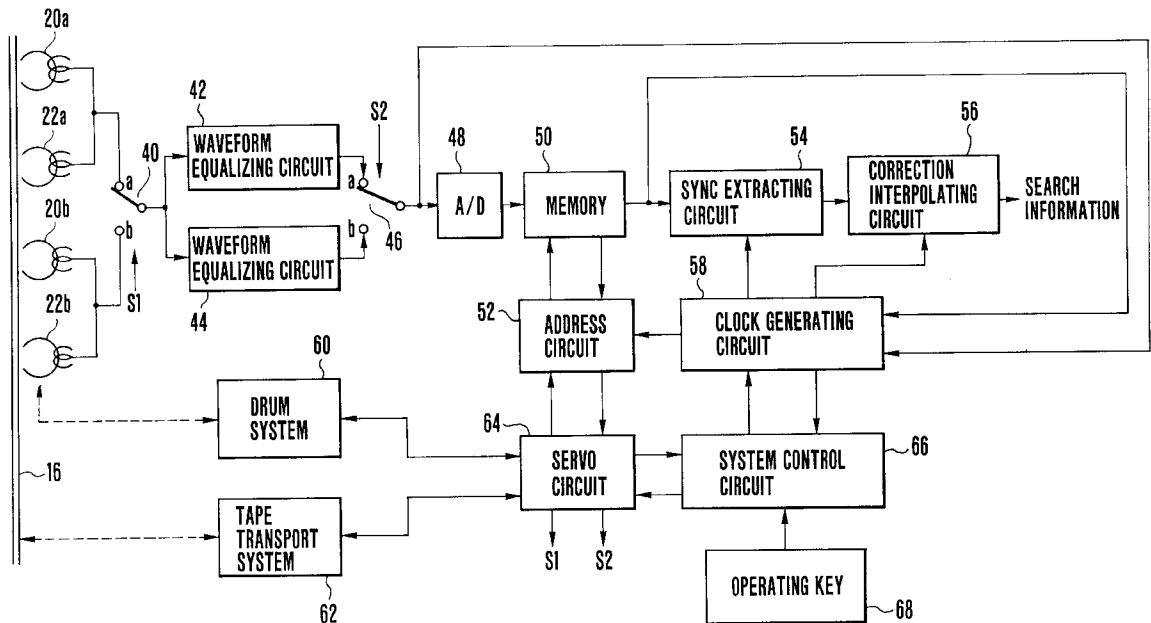 20a
22a
20b
22b
16
a
40
b
S1
42
WAVEFORM
EQUALIZING CIRCUIT
WAVEFORM
EQUALIZING CIRCUIT
44
S2
a
46
b
48
A/D
50
MEMORY
54
SYNC EXTRACTING
CIRCUIT
56
CORRECTION
INTERPOLATING
CIRCUIT
SEARCH
INFORMATION
52
ADDRESS
CIRCUIT
58
CLOCK GENERATING
CIRCUIT
60
DRUM
SYSTEM
64
SERVO
CIRCUIT
S1
S2
SYSTEM CONTROL
CIRCUIT
66
TAPE
TRANSPORT
SYSTEM
62
OPERATING KEY
68